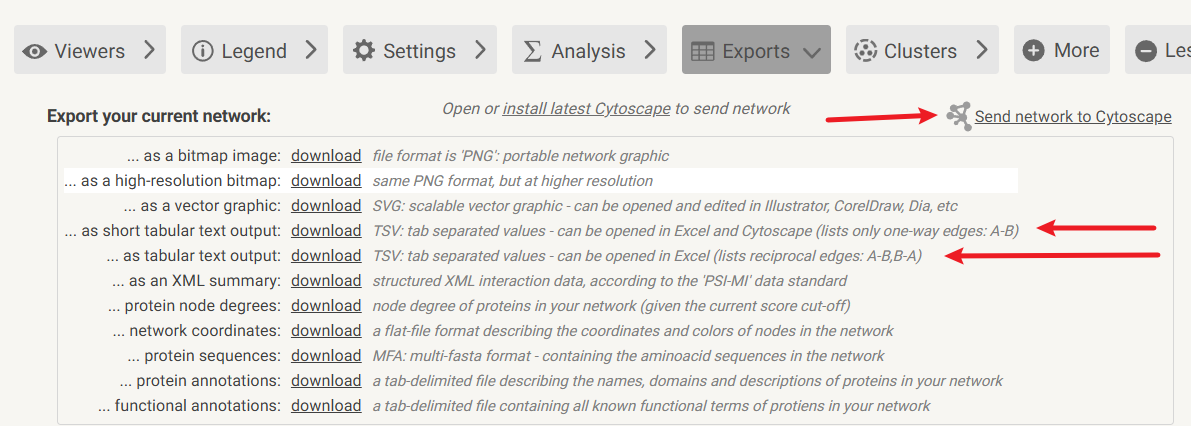 Viewers
Legend
Settings
Analysis
Exports
Clusters
More
Les
Open or install latest Cytoscape to send network
Export your current network:
Send network to Cytoscape
... as a bitmap image: download file format is 'PNG': portable network graphic
... as a high-resolution bitmap: download same PNG format, but at higher resolution
... as a vector graphic: download SVG: scalable vector graphic - can be opened and edited in Illustrator, CorelDraw, Dia, etc
... as short tabular text output: download TSV: tab separated values - can be opened in Excel and Cytoscape (lists only one-way edges: A-B)
... as tabular text output: download TSV: tab separated values - can be opened in Excel (lists reciprocal edges: A-B,B-A)
... as an XML summary: download structured XML interaction data, according to the 'PSI-MI' data standard
... protein node degrees: download node degree of proteins in your network (given the current score cut-off)
... network coordinates: download a flat-file format describing the coordinates and colors of nodes in the network
... protein sequences: download MFA: multi-fasta format - containing the aminoacid sequences in the network
... protein annotations: download a tab-delimited file describing the names, domains and descriptions of proteins in your network
... functional annotations: download a tab-delimited file containing all known functional terms of protiens in your network